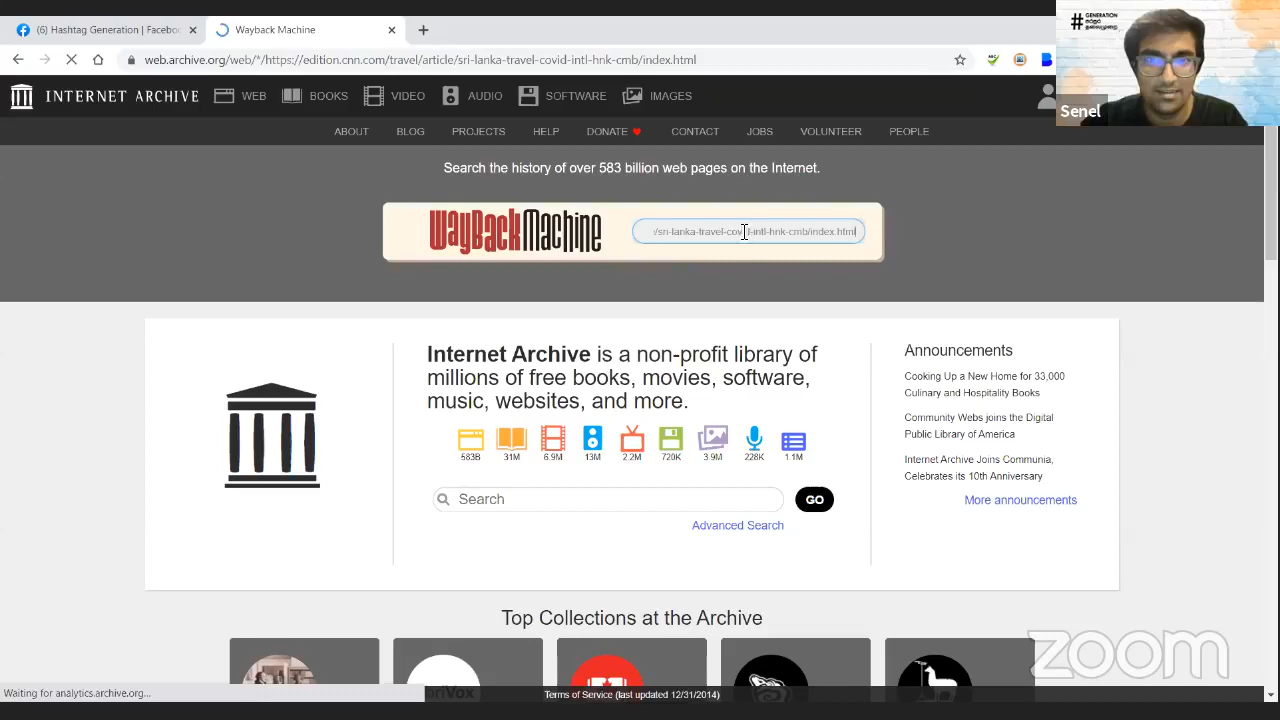 (6) Hashtag Generation | Facebo
Wayback Machine
web.archive.org/web/*/https://edition.cnn.com/travel/article/sri-lanka-travel-covid-intl-hnk-cmb/index.html
#GENERATION
Senel
INTERNET ARCHIVE WEB BOOKS VIDEO AUDIO SOFTWARE IMAGES
ABOUT BLOG PROJECTS HELP DONATE CONTACT JOBS VOLUNTEER PEOPLE
Search the history of over 583 billion web pages on the Internet.
WayBackMachine
/sri-lanka-travel-covid-intl-hnk-cmb/index.html
Internet Archive is a non-profit library of
millions of free books, movies, software,
music, websites, and more.
583B 31M 6.9M 13M 2.2M 720K 3.9M 228K 1.1M
Search GO
Advanced Search
Announcements
Cooking Up a New Home for 33,000
Culinary and Hospitality Books
Community Webs joins the Digital
Public Library of America
Internet Archive Joins Communia,
Celebrates its 10th Anniversary
More announcements
Top Collections at the Archive
zoom
Waiting for analytics.archive.org...
Terms of Service (last updated 12/31/2014)